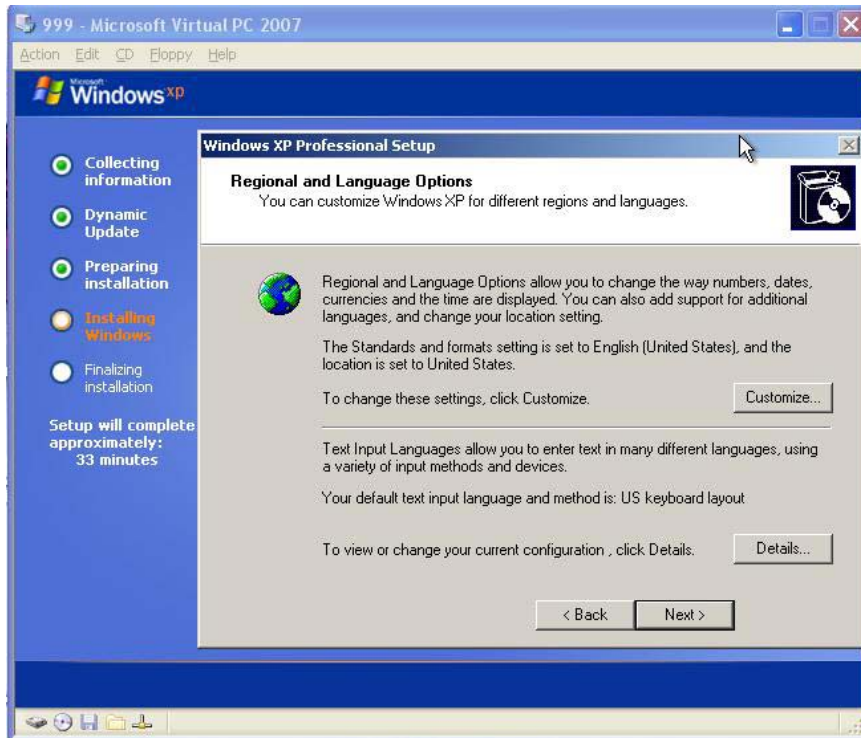 999 - Microsoft Virtual PC 2007
Action Edit CD Floppy Help
Microsoft
Windows xp
Collecting
information
Dynamic
Update
Preparing
installation
Installing
Windows
Finalizing
installation
Setup will complete
approximately:
33 minutes
Windows XP Professional Setup
Regional and Language Options
You can customize Windows XP for different regions and languages.
Regional and Language Options allow you to change the way numbers, dates,
currencies and the time are displayed. You can also add support for additional
languages, and change your location setting.
The Standards and formats setting is set to English (United States), and the
location is set to United States.
To change these settings, click Customize.
Customize...
Text Input Languages allow you to enter text in many different languages, using
a variety of input methods and devices.
Your default text input language and method is: US keyboard layout
To view or change your current configuration , click Details.
Details...
< Back
Next >